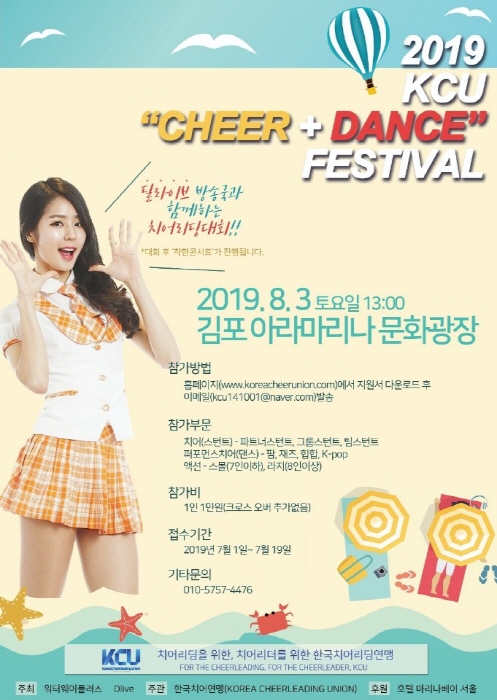 2019
KCU
"CHEER + DANCE"
FESTIVAL
딜라이브 방송국과
함께하는
치어리딩대회!!
*대회 후 '착한콘서트'가 진행됩니다.
2019. 8. 3 토요일 13:00
김포 아라마리나 문화광장
참가방법
홈페이지(www.koreacheerunion.com)에서 지원서 다운로드 후
이메일(kcu141001@naver.com)발송
참가부문
치어(스턴트) - 파트너스턴트, 그룹스턴트, 팀스턴트
퍼포먼스치어(댄스) - 팜, 재즈, 힙합, K-pop
액션 - 스몰(7인이하), 라지(8인이상)
참가비
1인 1만원(크로스 오버 추가없음)
접수기간
2019년 7월 1일~ 7월 19일
기타문의
010-5757-4476
KCU
치어리딩을 위한, 치어리더를 위한 한국치어리딩연맹
FOR THE CHEERLEADING, FOR THE CHEERLEADER, KCU
주최 워터웨이플러스 Olive 주관 한국치어연맹(KOREA CHEERLEADING UNION) 후원 호텔 마리나베이 서울